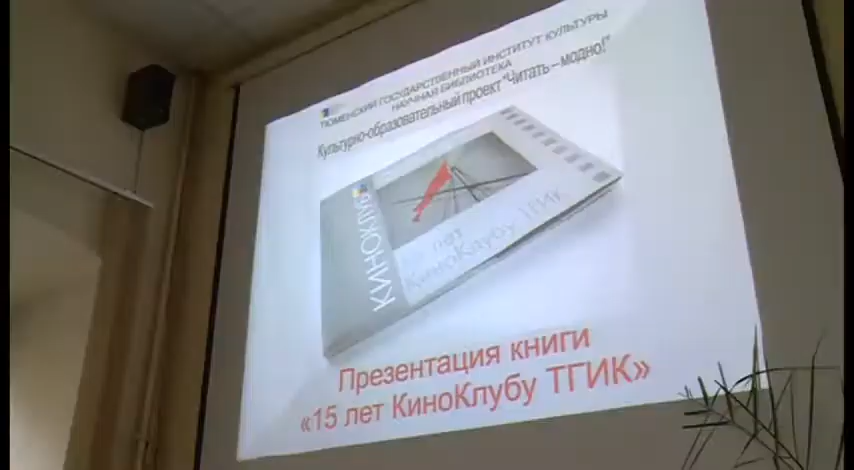 ТЮМЕНСКИЙ ГОСУДАРСТВЕННЫЙ ИНСТИТУТ КУЛЬТУРЫ
НАУЧНАЯ БИБЛИОТЕКА
Культурно-образовательный проект "Читать – модно!"
КИНОКЛУБ
лет
КиноКлубу ТГИК
Презентация книги
«15 лет КиноКлубу ТГИК»